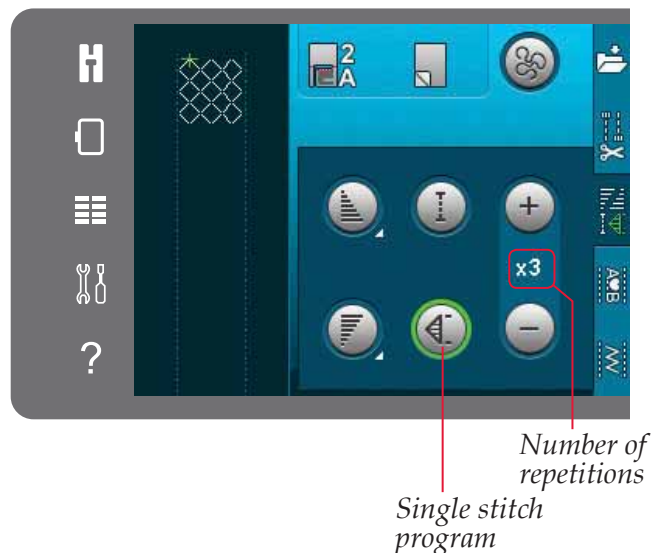 2
A
x3
A♥B
?
Number of
repetitions
Single stitch
program